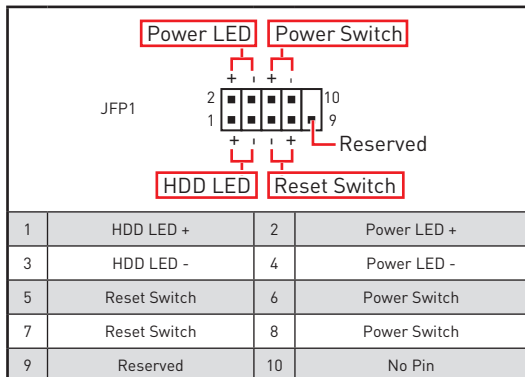 Power LED Power Switch
+ - + -
2 10
JFP1
1 9
+ - - +
Reserved
HDD LED Reset Switch
1 HDD LED + 2 Power LED +
3 HDD LED - 4 Power LED -
5 Reset Switch 6 Power Switch
7 Reset Switch 8 Power Switch
9 Reserved 10 No Pin